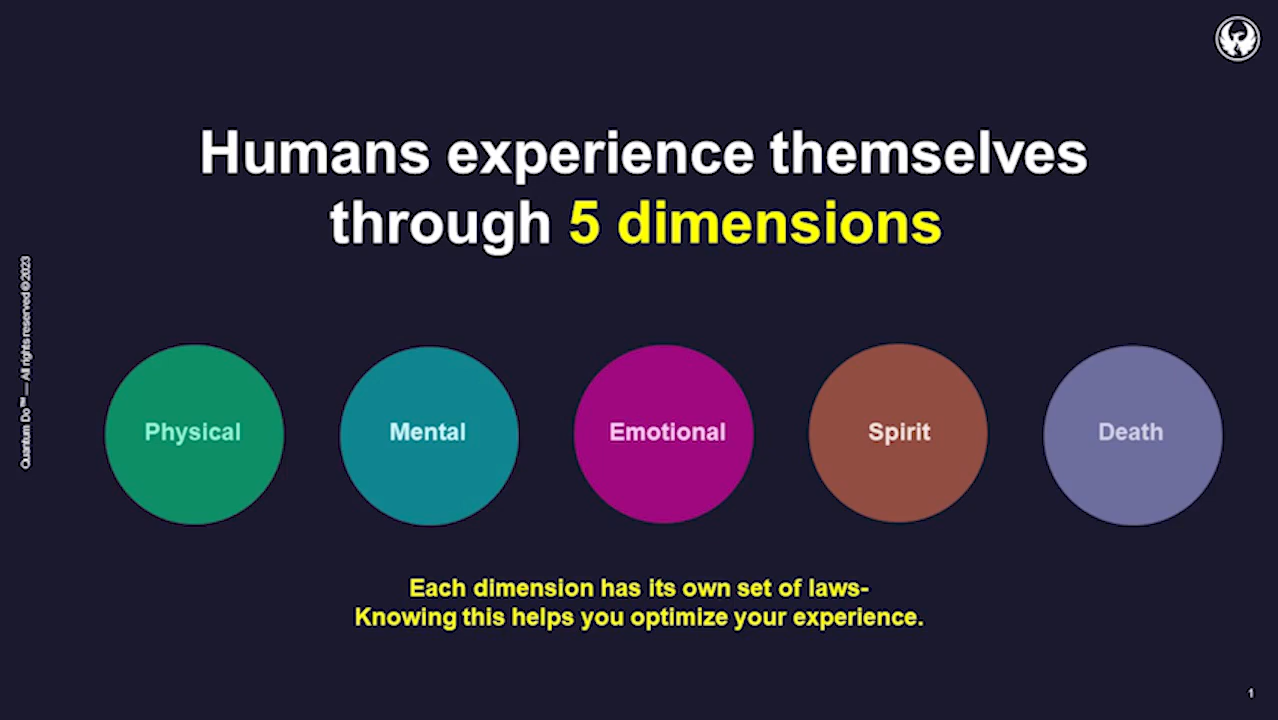 Humans experience themselves
through 5 dimensions
Quantum Do™ — All rights reserved©2023
Physical
Mental
Emotional
Spirit
Death
Each dimension has its own set of laws-
Knowing this helps you optimize your experience.
1